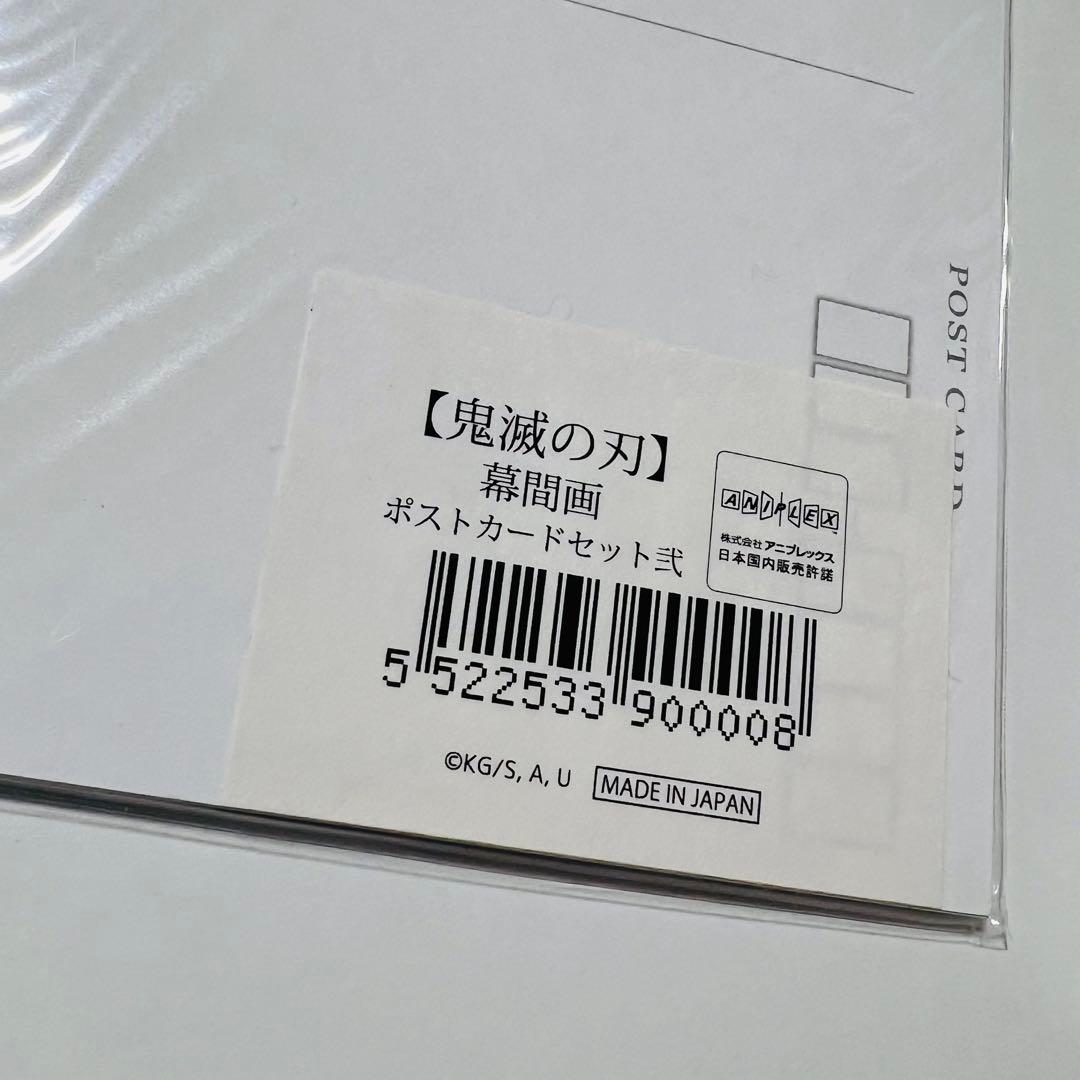 POST CARD
【鬼滅の刃】
幕間画
ポストカードセット弐
ANIPLEX
株式会社 アニプレックス
日本国内販売許諾
5 522533 900008
©KG/S, A, U
MADE IN JAPAN